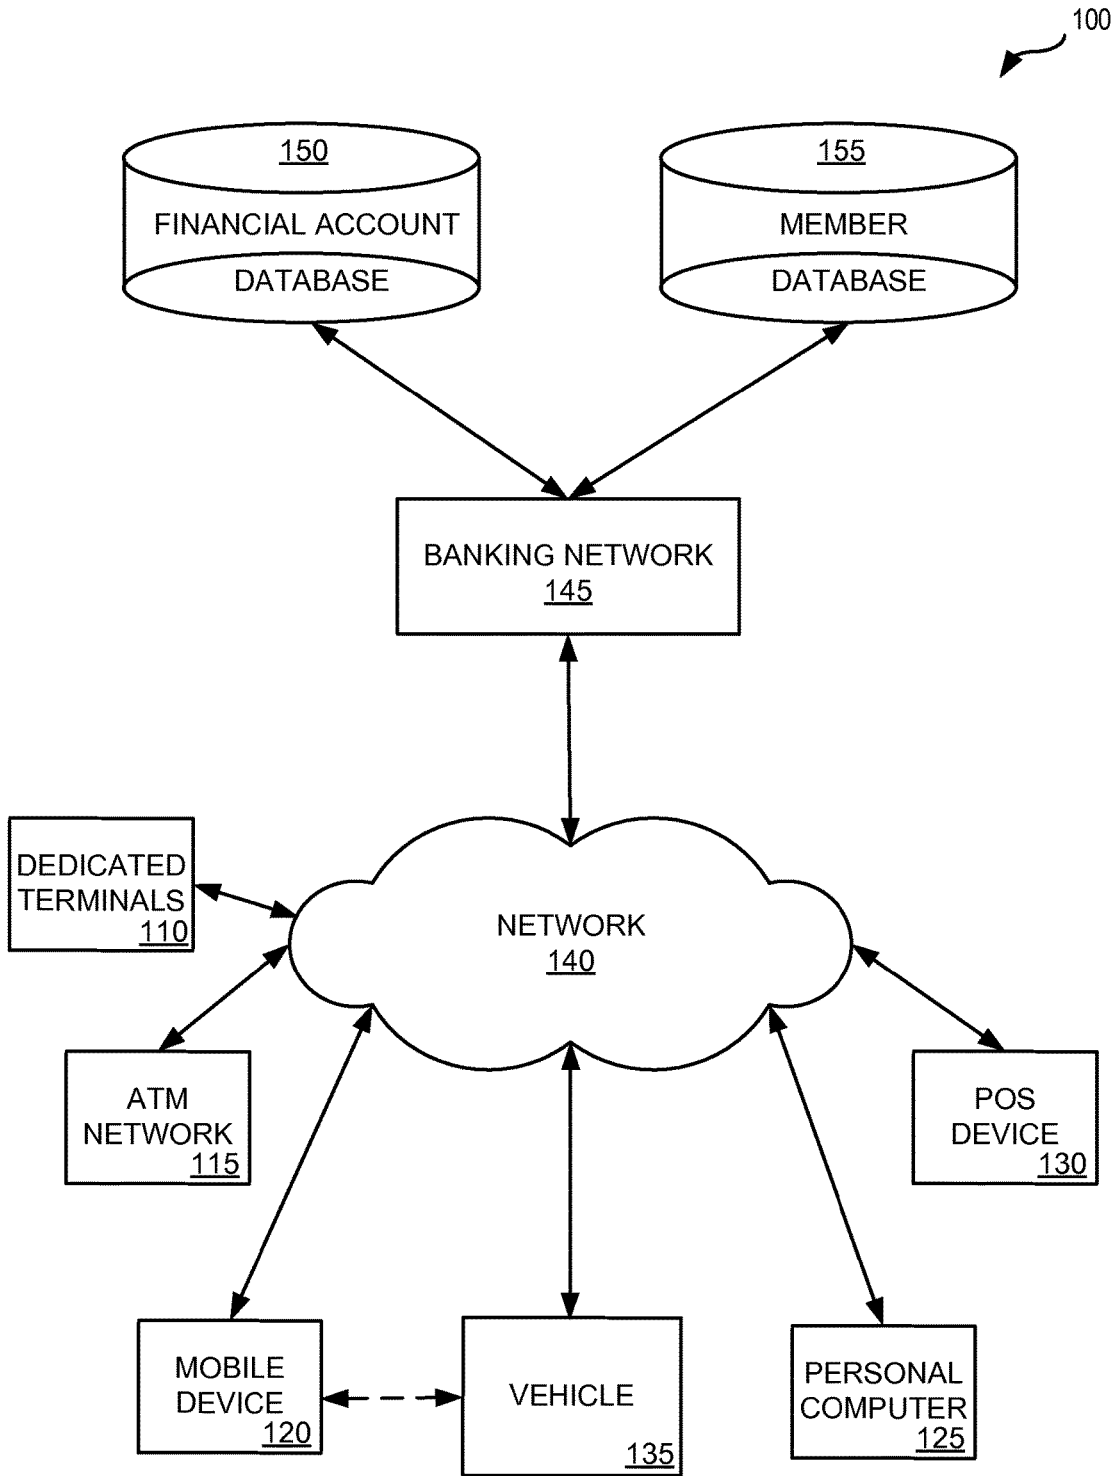 100
150
FINANCIAL ACCOUNT
DATABASE
155
MEMBER
DATABASE
BANKING NETWORK
145
DEDICATED
TERMINALS
110
NETWORK
140
ATM
NETWORK
115
POS
DEVICE
130
MOBILE
DEVICE
120
VEHICLE
135
PERSONAL
COMPUTER
125